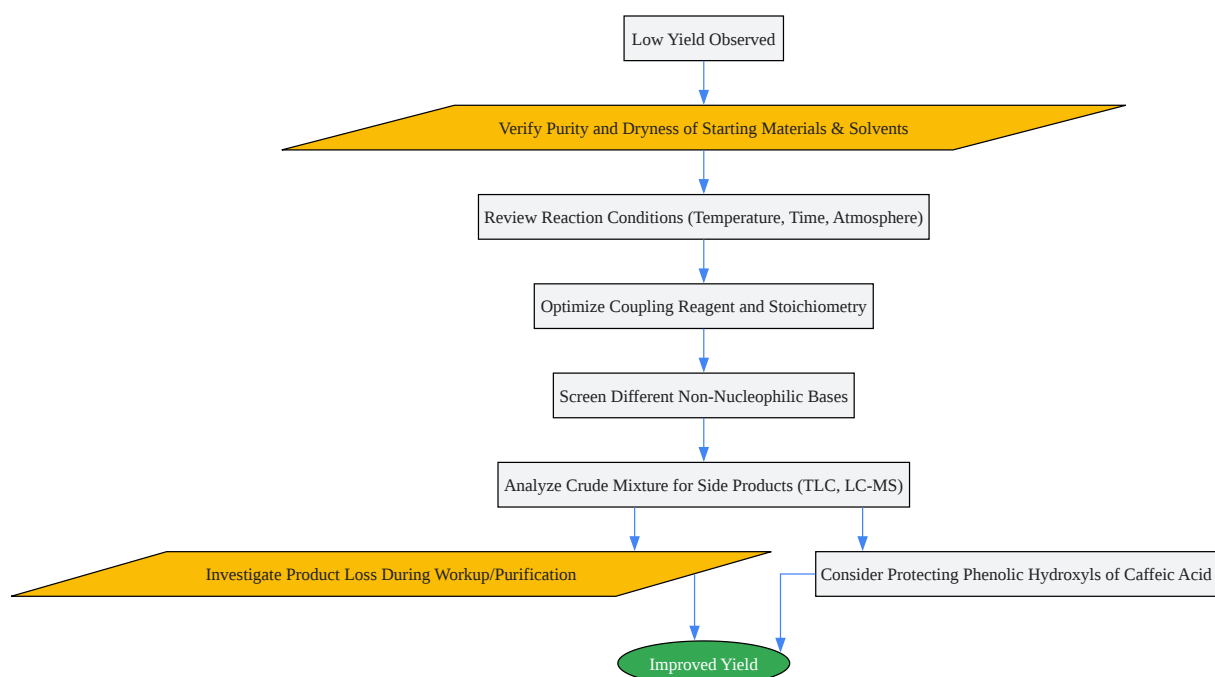 Low Yield Observed
Verify Purity and Dryness of Starting Materials & Solvents
Review Reaction Conditions (Temperature, Time, Atmosphere)
Optimize Coupling Reagent and Stoichiometry
Screen Different Non-Nucleophilic Bases
Analyze Crude Mixture for Side Products (TLC, LC-MS)
Investigate Product Loss During Workup/Purification
Consider Protecting Phenolic Hydroxyls of Caffeic Acid
Improved Yield